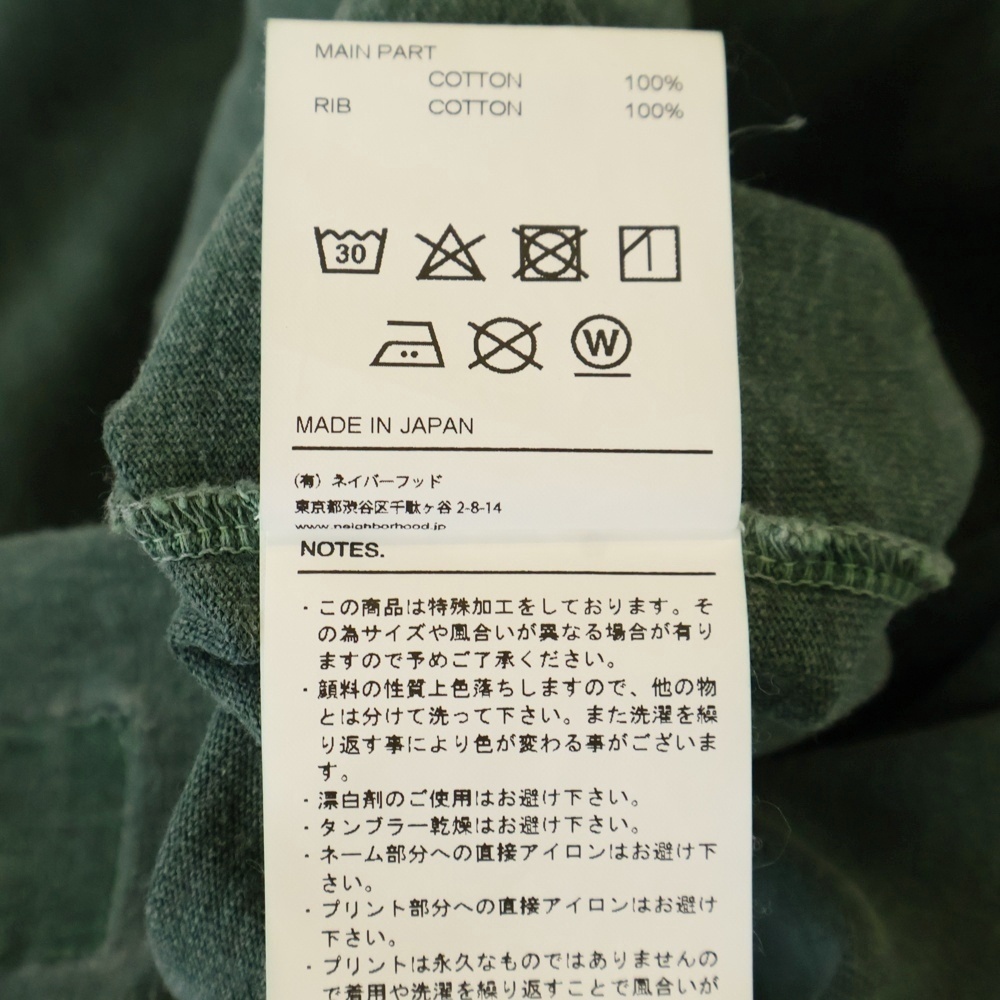 MAIN PART
COTTON 100%
RIB COTTON 100%
30
W
MADE IN JAPAN
(有) ネイバーフッド
東京都渋谷区千駄ヶ谷 2-8-14
www.neighborhood.jp
NOTES.
・この商品は特殊加工をしております。そ
の為サイズや風合いが異なる場合が有り
ますので予めご了承ください。
・顔料の性質上色落ちしますので、他の物
とは分けて洗って下さい。また洗濯を繰
り返す事により色が変わる事がございま
す。
・漂白剤のご使用はお避け下さい。
・タンブラー乾燥はお避け下さい。
・ネーム部分への直接アイロンはお避け下
さい。
・プリント部分への直接アイロンはお避け
下さい。
・プリントは永久なものではありませんの
で着用や洗濯を繰り返すことで風合いが